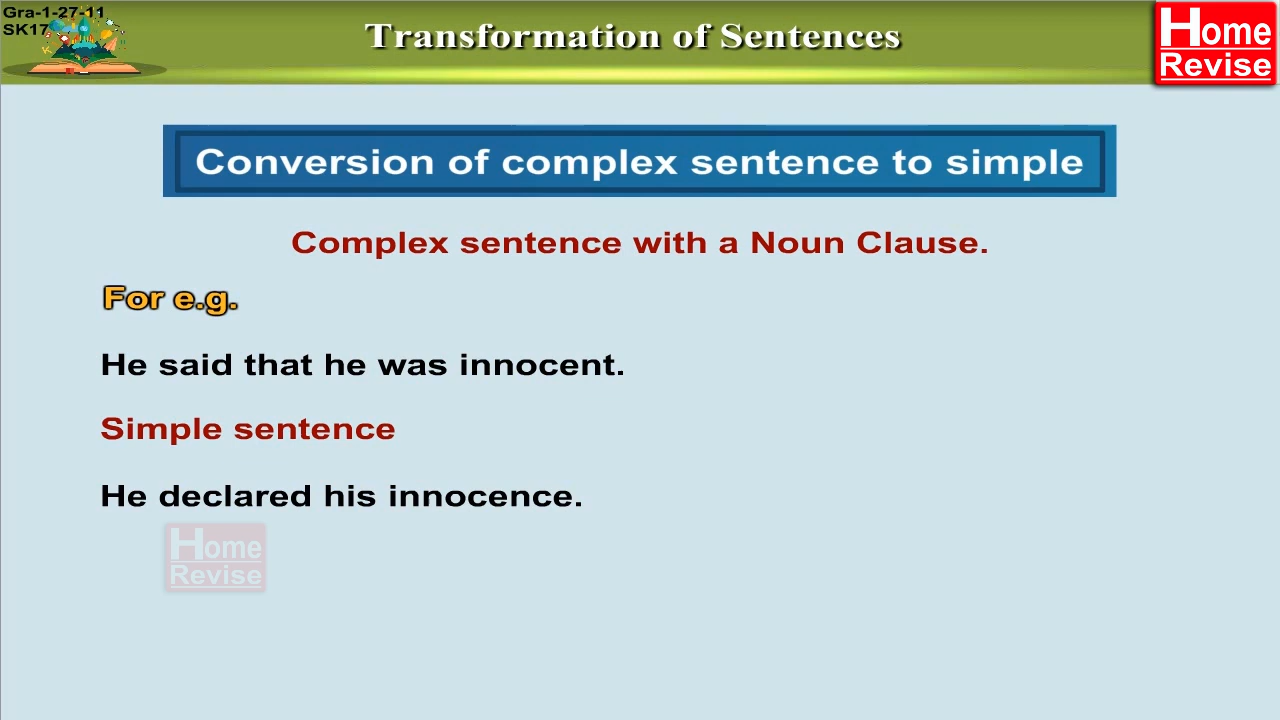 Gra-1-27-11
SK17
Transformation of Sentences
Home
Revise
Conversion of complex sentence to simple
Complex sentence with a Noun Clause.
For e.g.
He said that he was innocent.
Simple sentence
He declared his innocence.
Home
Revise